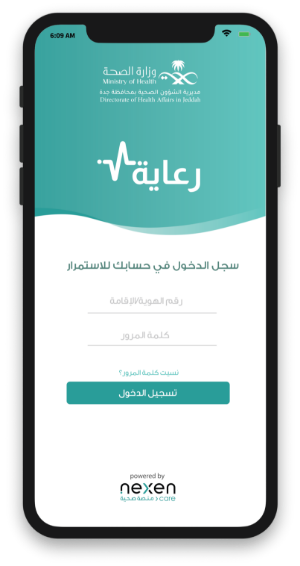 6:09 AM
وزارة الصحة
Ministry of Health
مديرية الشؤون الصحية بمحافظة جدة
Directorate of Health Affairs in Jeddah
رعاية
سجل الدخول في حسابك للاستمرار
رقم الهوية/الإقامة
كلمة المرور
نسيت كلمة المرور؟
تسجيل الدخول
powered by
nexen
منصة صحية care